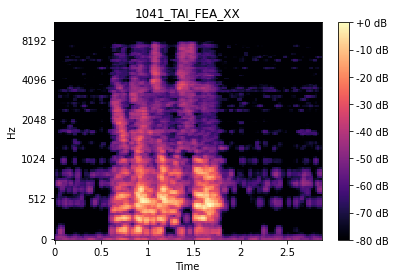 1041_TAI_FEA_XX
+0 dB
8192
-10 dB
4096
-20 dB
-30 dB
2048
Hz
-40 dB
1024
-50 dB
512
-60 dB
-70 dB
0
-80 dB
0 0.5 1 1.5 2 2.5
Time